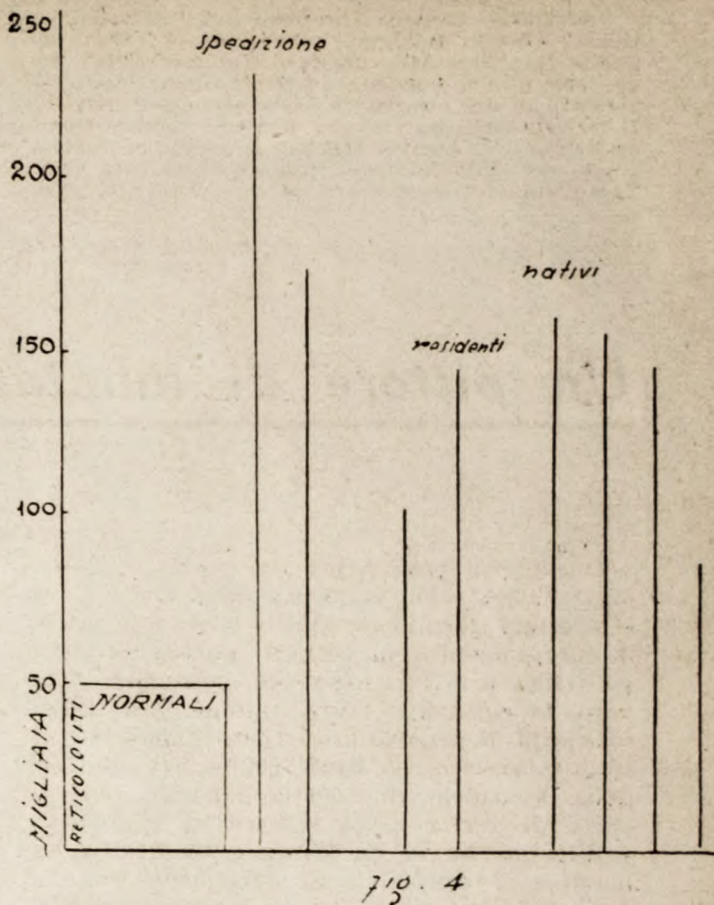 250
spedizione
200
nativi
150
residenti
100
50
NORMALI
MIGLIAIA
RETICOLOCITI
FIG. 4